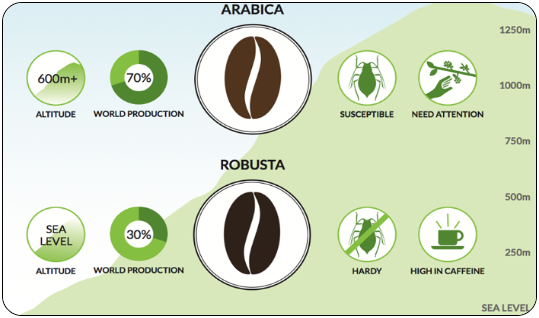 ARABICA
1250m
600m+
70%
ALTITUDE
WORLD PRODUCTION
SUSCEPTIBLE
NEED ATTENTION
1000m
750m
ROBUSTA
500m
SEA
LEVEL
30%
ALTITUDE
WORLD PRODUCTION
HARDY
HIGH IN CAFFEINE
250m
SEA LEVEL